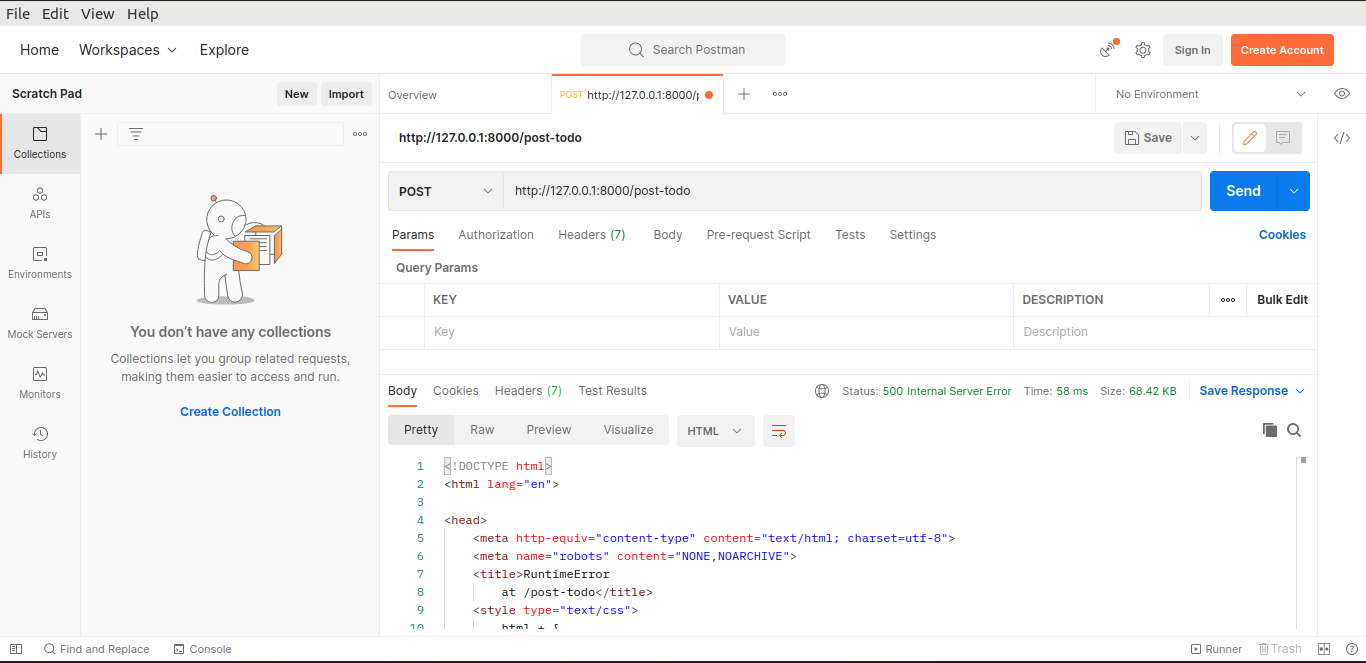 File Edit View Help
Home Workspaces Explore Search Postman Sign In Create Account
Scratch Pad New Import Overview POST http://127.0.0.1:8000/p No Environment
Collections
APIs
Environments
Mock Servers
Monitors
History
You don't have any collections
Collections let you group related requests,
making them easier to access and run.
Create Collection
http://127.0.0.1:8000/post-todo Save
POST http://127.0.0.1:8000/post-todo Send
Params Authorization Headers (7) Body Pre-request Script Tests Settings Cookies
Query Params
KEY VALUE DESCRIPTION Bulk Edit
Key Value Description
Body Cookies Headers (7) Test Results Status: 500 Internal Server Error Time: 58 ms Size: 68.42 KB Save Response
Pretty Raw Preview Visualize HTML
1 <!DOCTYPE html>
2 <html lang="en">
3
4 <head>
5 <meta http-equiv="content-type" content="text/html; charset=utf-8">
6 <meta name="robots" content="NONE,NOARCHIVE">
7 <title>RuntimeError
8 at /post-todo</title>
9 <style type="text/css">
10 html * {
Find and Replace Console Runner Trash